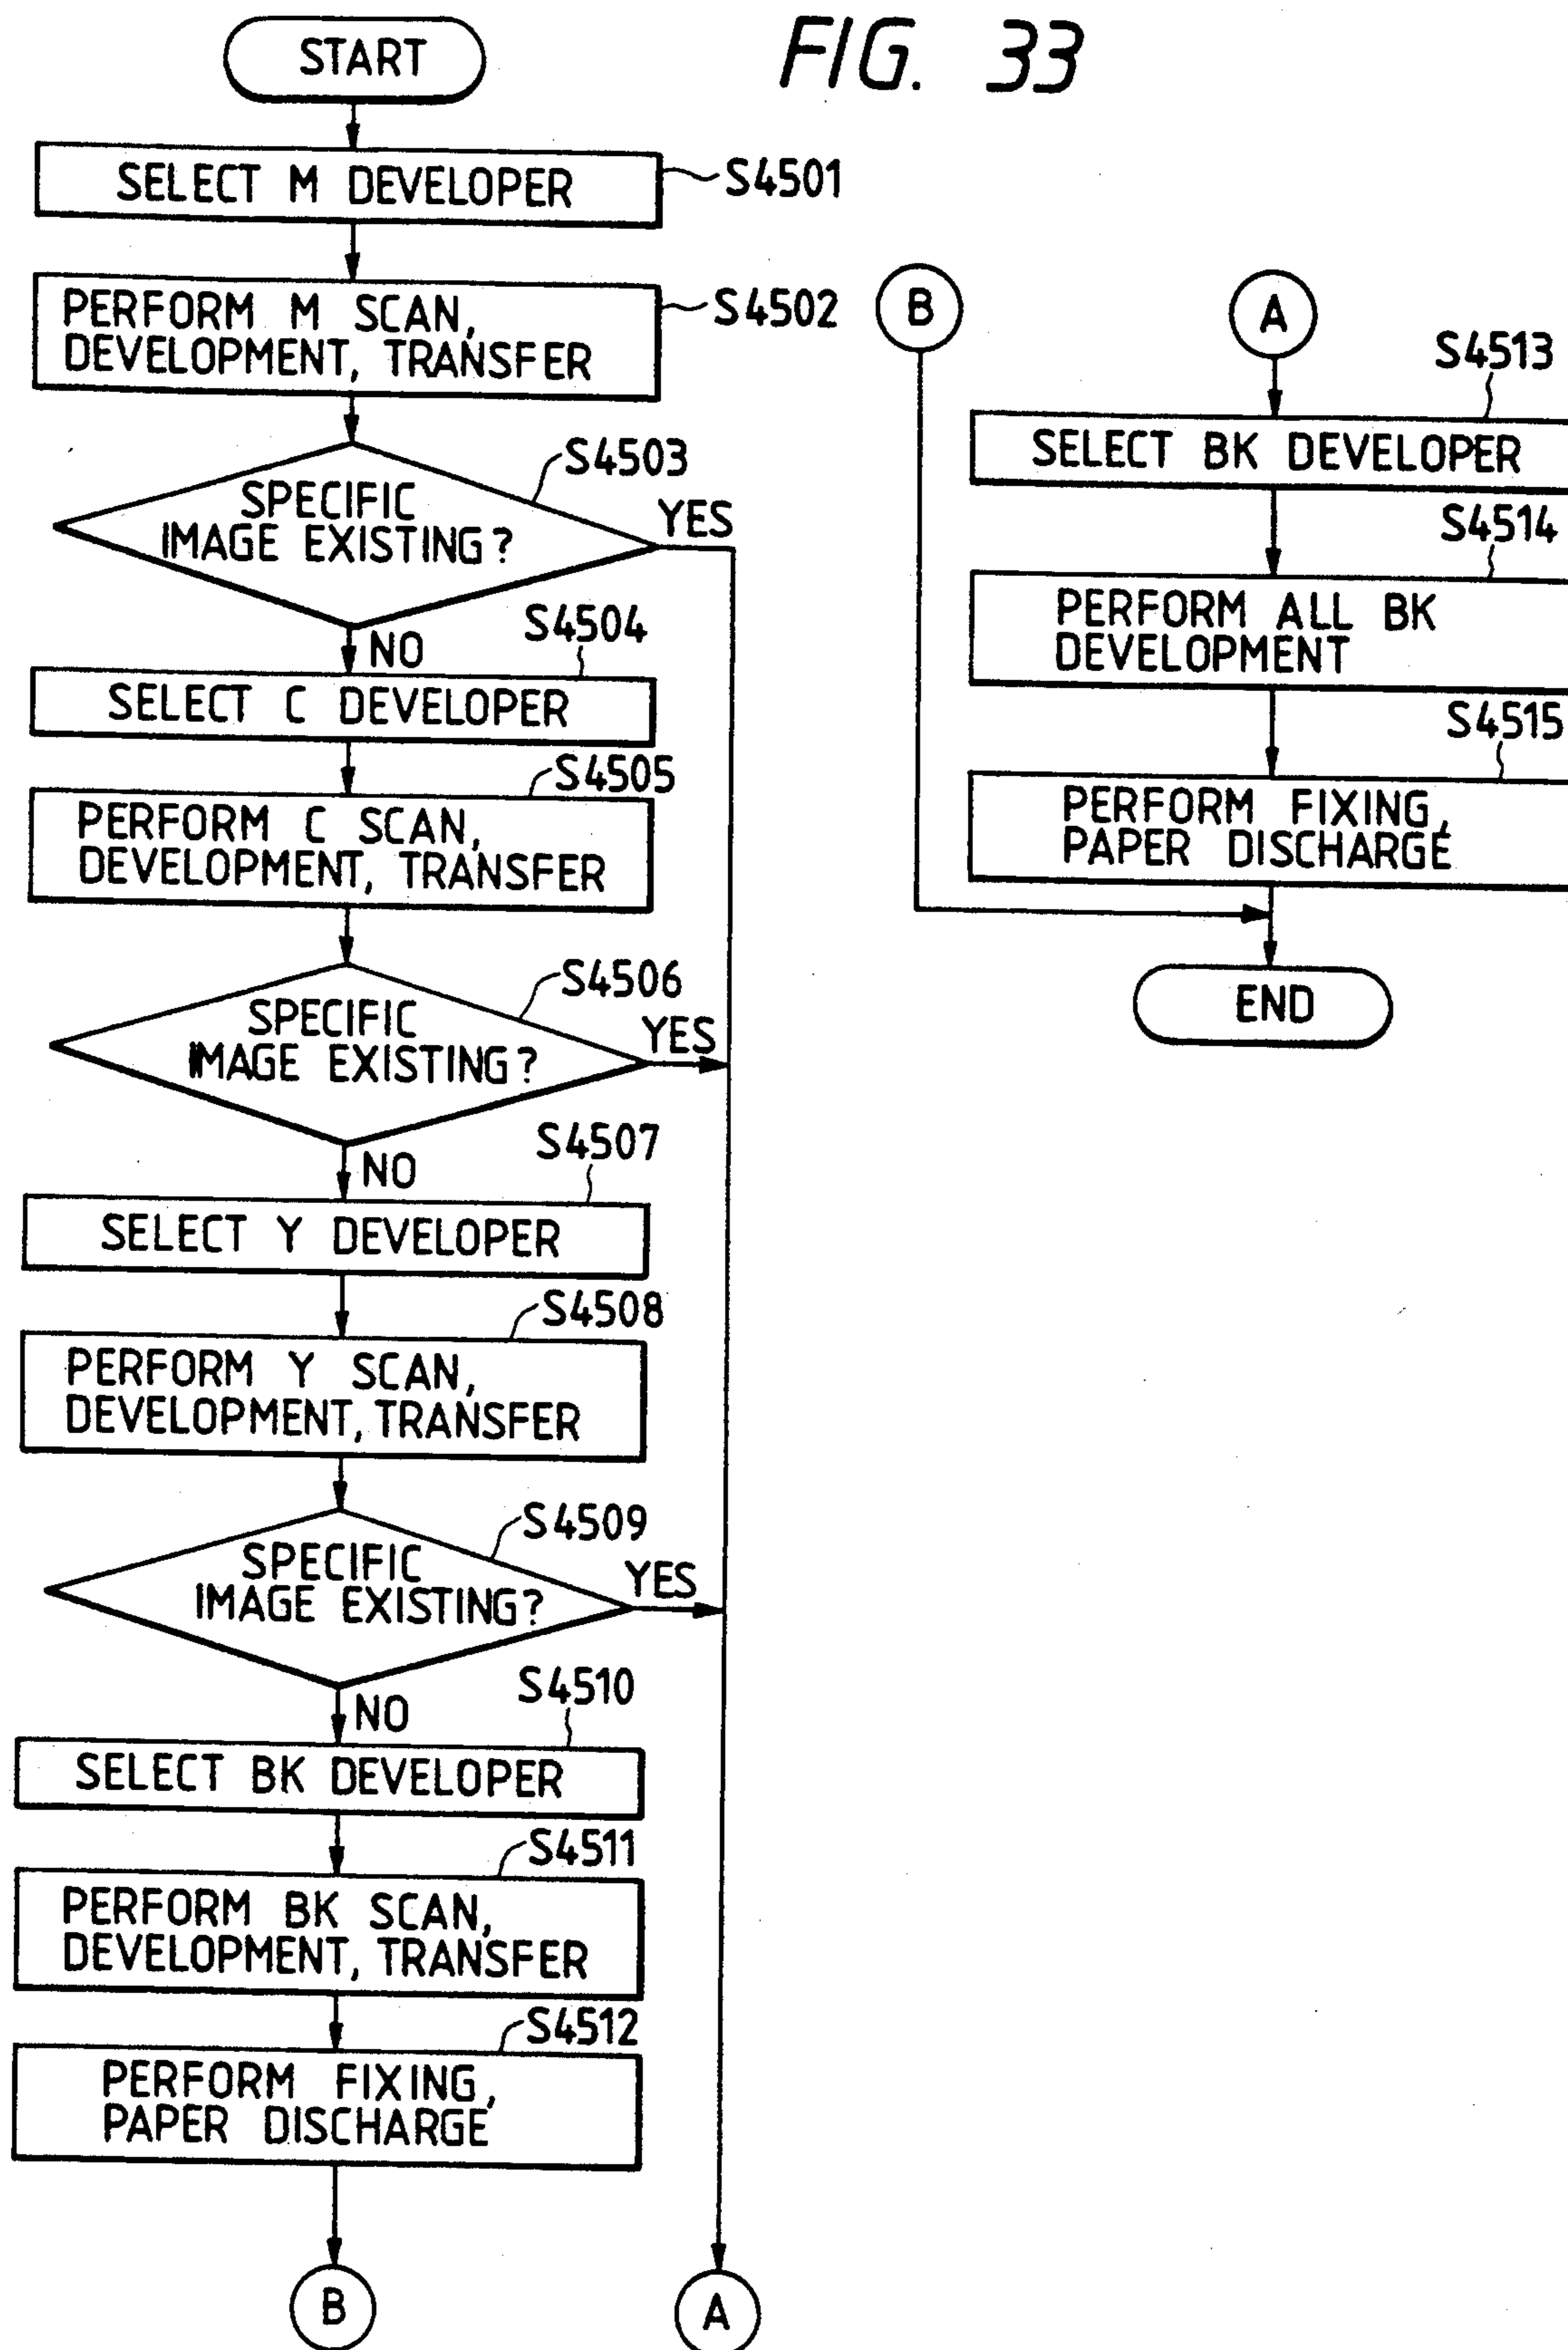 FIG. 33
START
SELECT M DEVELOPER
S4501
PERFORM M SCAN,
DEVELOPMENT, TRANSFER
S4502
SPECIFIC
IMAGE EXISTING?
S4503
YES
NO
S4504
SELECT C DEVELOPER
S4505
PERFORM C SCAN,
DEVELOPMENT, TRANSFER
S4506
SPECIFIC
IMAGE EXISTING?
YES
NO
S4507
SELECT Y DEVELOPER
S4508
PERFORM Y SCAN,
DEVELOPMENT, TRANSFER
S4509
SPECIFIC
IMAGE EXISTING?
YES
NO
S4510
SELECT BK DEVELOPER
S4511
PERFORM BK SCAN,
DEVELOPMENT, TRANSFER
S4512
PERFORM FIXING,
PAPER DISCHARGE
B
A
B
A
S4513
SELECT BK DEVELOPER
S4514
PERFORM ALL BK
DEVELOPMENT
S4515
PERFORM FIXING,
PAPER DISCHARGE
END